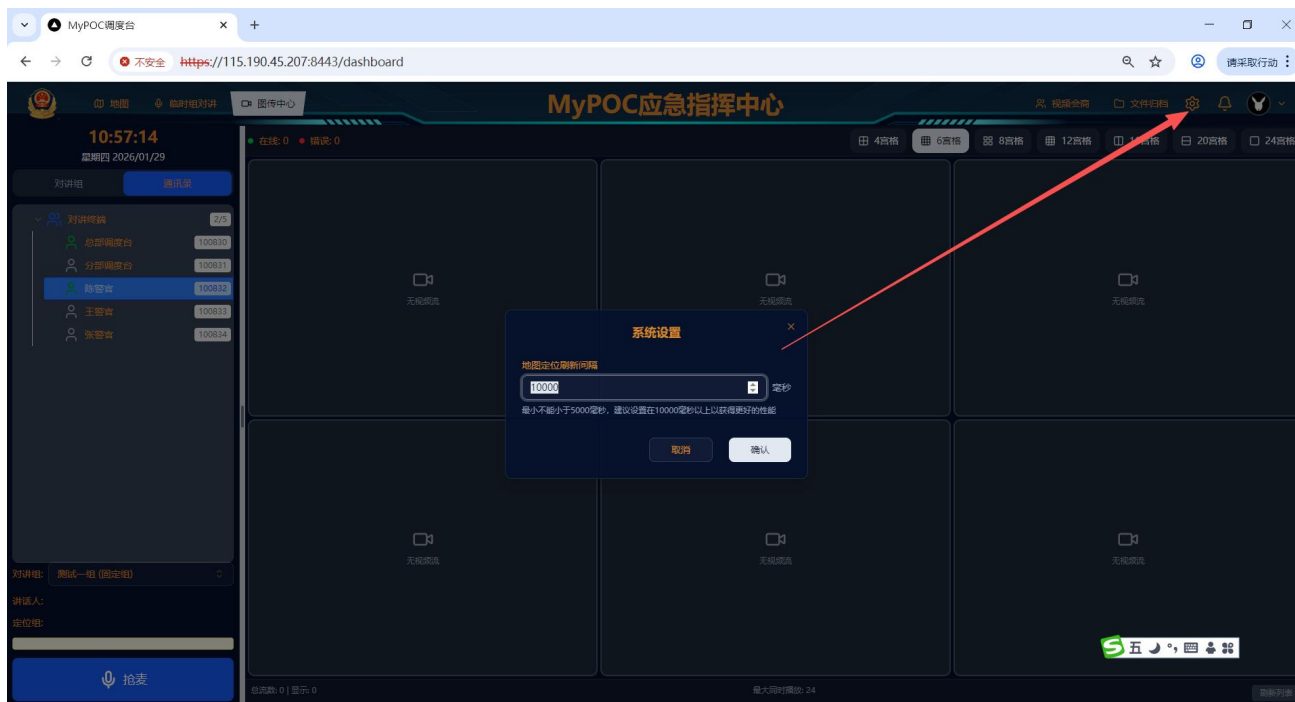 MyPOC调度台
不安全 https://115.190.45.207:8443/dashboard
请采取行动
地图 临时组对讲 图传中心 MyPOC应急指挥中心 视频会商 文件归档
10:57:14
星期四 2026/01/29
在线: 0 错误: 0
4宫格 6宫格 8宫格 12宫格 宫格 20宫格 24宫格
对讲组 通讯录
对讲终端 2/5
总部调度台 100830
分部调度台 100831
陈警官 100832
王警官 100833
张警官 100834
无视频流 无视频流 无视频流
系统设置
地图定位刷新间隔
10000 毫秒
最小不能小于5000毫秒，建议设置在10000毫秒以上以获得更好的性能
取消 确认
无视频流 无视频流 无视频流
对讲组: 测试一组 (固定组)
讲话人:
定位组:
五
抢麦
总流数: 0 | 显示: 0 最大同时播放: 24 刷新列表